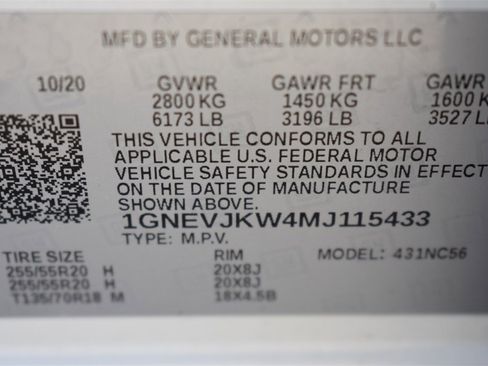 MFD BY GENERAL MOTORS LLC
10/20 GVWR GAWR FRT GAWR
2800 KG 1450 KG 1600 K
6173 LB 3196 LB 3527 L
THIS VEHICLE CONFORMS TO ALL
APPLICABLE U.S. FEDERAL MOTOR
VEHICLE SAFETY STANDARDS IN EFFECT
ON THE DATE OF MANUFACTURE
SHOWN ABOVE.
1GNEVJKW4MJ115433
TYPE: M.P.V. MODEL: 431NC56
TIRE SIZE RIM
255/55R20 H 20X8J
255/55R20 H 20X8J
T135/70R18 M 18X4.5B